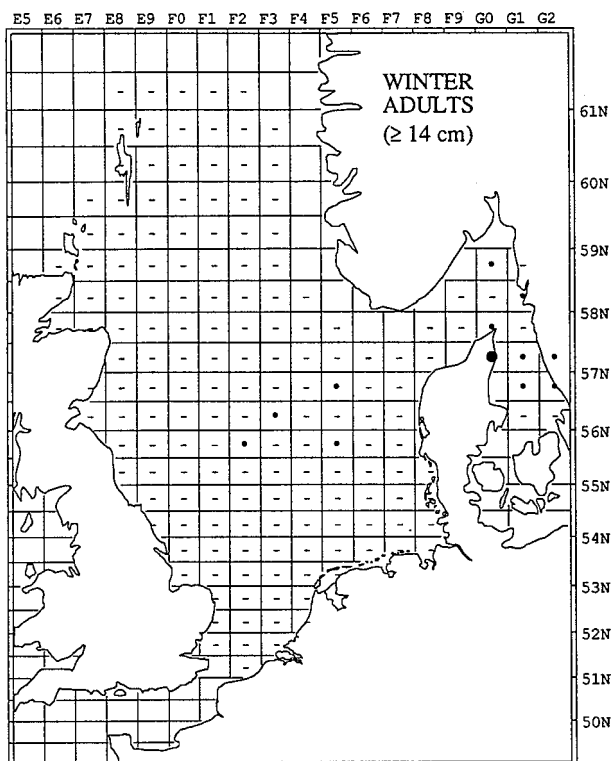 E5 E6 E7 E8 E9 F0 F1 F2 F3 F4 F5 F6 F7 F8 F9 G0 G1 G2
WINTER
ADULTS
(≥ 14 cm)
61N
60N
59N
58N
57N
56N
55N
54N
53N
52N
51N
50N